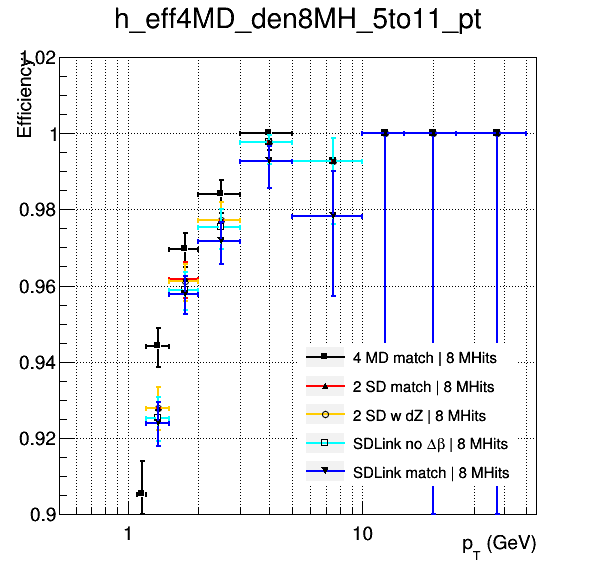 h_eff4MD_den8MH_5to11_pt
Efficiency
1.02
1
0.98
0.96
0.94
0.92
0.9
4 MD match | 8 MHits
2 SD match | 8 MHits
2 SD w dZ | 8 MHits
SDLink no Δβ | 8 MHits
SDLink match | 8 MHits
1
10
p_T (GeV)